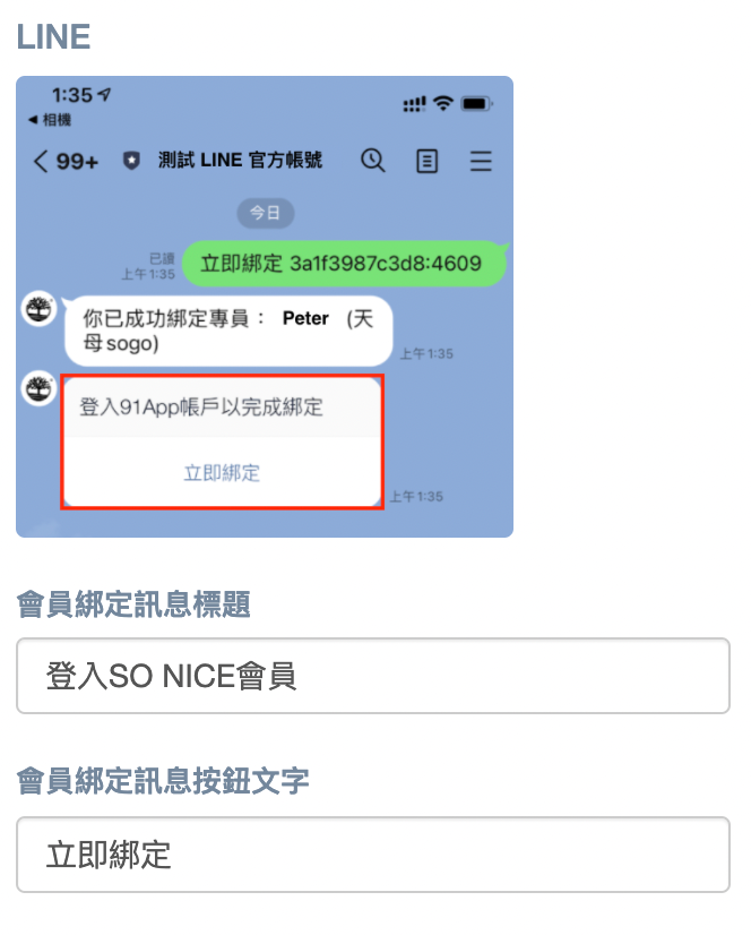 LINE
1:35
◀ 相機
99+ 測試 LINE 官方帳號
今日
已讀
上午 1:35
立即綁定 3a1f3987c3d8:4609
你已成功綁定專員： Peter (天
母sogo)
上午 1:35
登入91App帳戶以完成綁定
立即綁定
上午 1:35
會員綁定訊息標題
登入SO NICE會員
會員綁定訊息按鈕文字
立即綁定